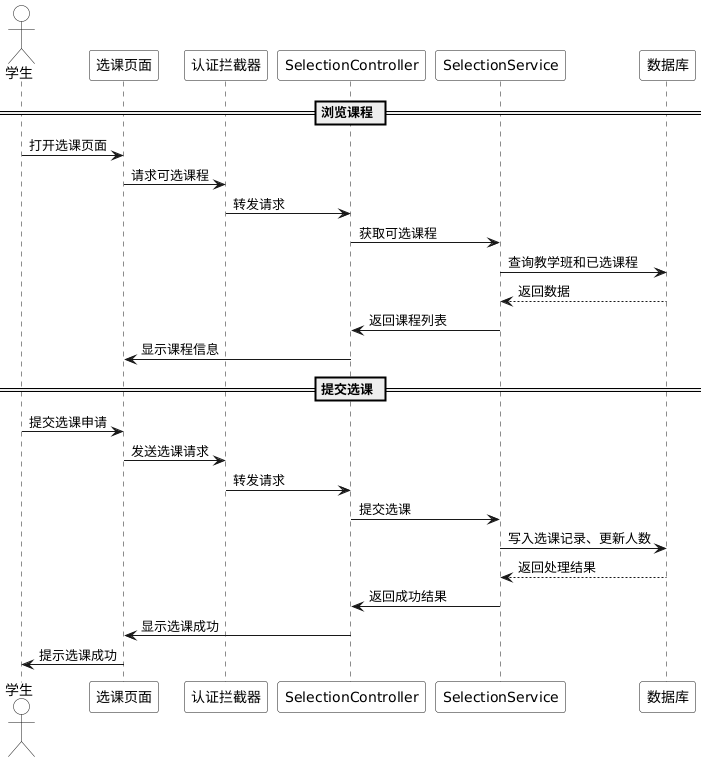 学生
选课页面
认证拦截器
SelectionController
SelectionService
数据库
浏览课程
打开选课页面
请求可选课程
转发请求
获取可选课程
查询教学班和已选课程
返回数据
返回课程列表
显示课程信息
提交选课
提交选课申请
发送选课请求
转发请求
提交选课
写入选课记录、更新人数
返回处理结果
返回成功结果
显示选课成功
提示选课成功
学生
选课页面
认证拦截器
SelectionController
SelectionService
数据库